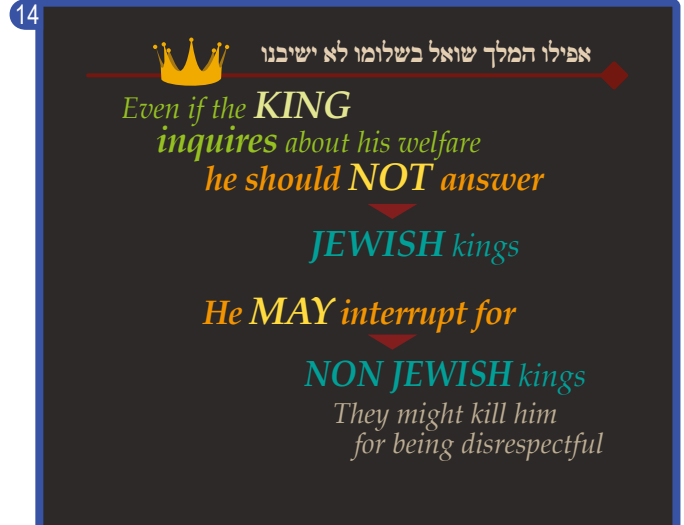 14
אפילו המלך שואל בשלומו לא ישיבנו
Even if the KING
inquires about his welfare
he should NOT answer
JEWISH kings
He MAY interrupt for
NON JEWISH kings
They might kill him
for being disrespectful